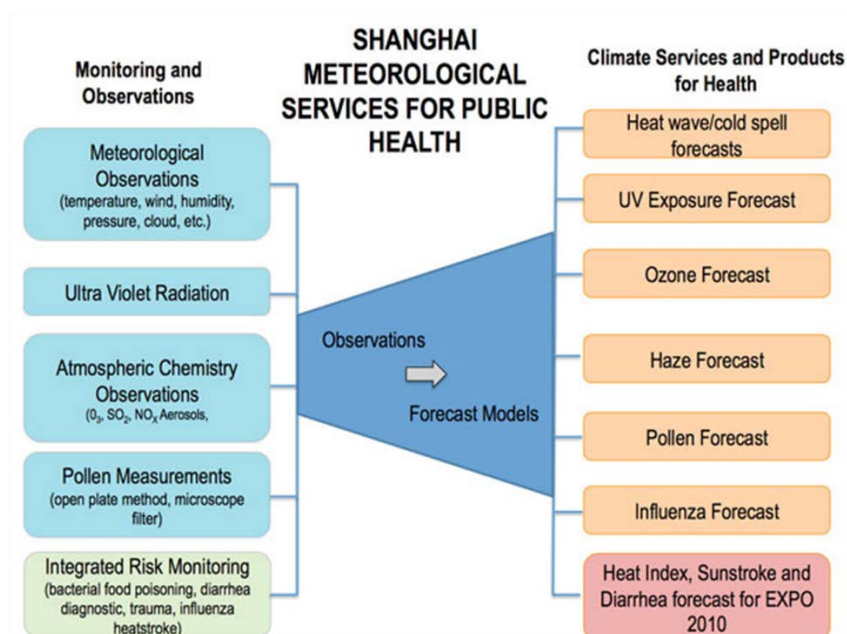 SHANGHAI
METEOROLOGICAL
SERVICES FOR PUBLIC
HEALTH
Monitoring and
Observations
Meteorological
Observations
(temperature, wind, humidity,
pressure, cloud, etc.)
Ultra Violet Radiation
Atmospheric Chemistry
Observations
(0₃, SO₂, NOₓ Aerosols,
Pollen Measurements
(open plate method, microscope
filter)
Integrated Risk Monitoring
(bacterial food poisoning, diarrhea
diagnostic, trauma, influenza
heatstroke)
Observations
Forecast Models
Climate Services and Products
for Health
Heat wave/cold spell
forecasts
UV Exposure Forecast
Ozone Forecast
Haze Forecast
Pollen Forecast
Influenza Forecast
Heat Index, Sunstroke and
Diarrhea forecast for EXPO
2010